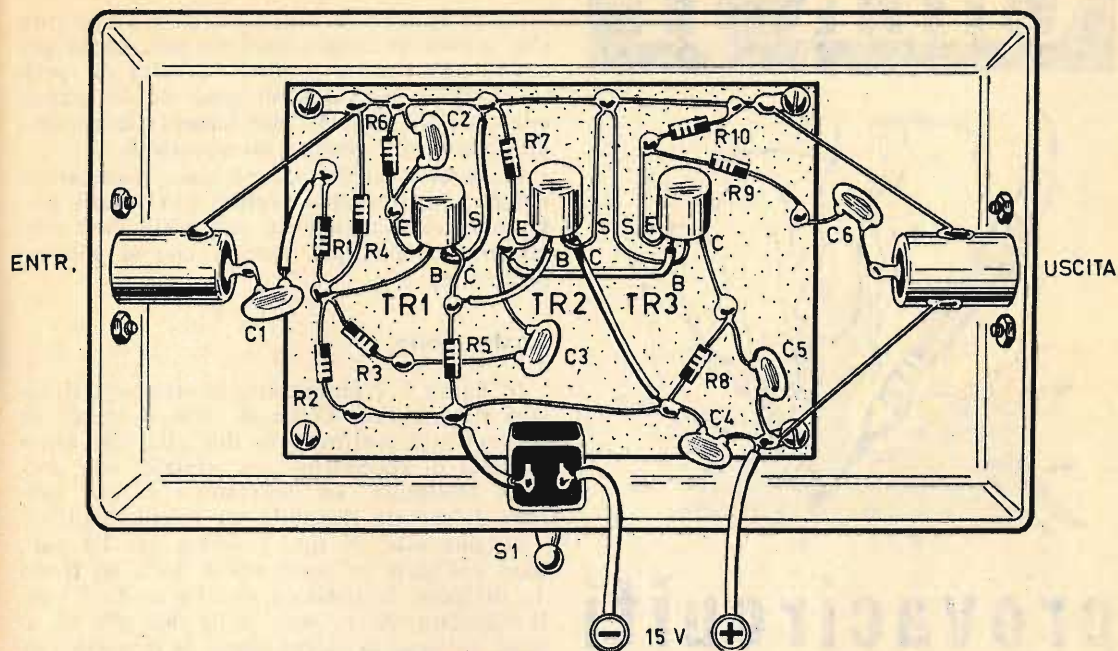 R6
C2
R7
R10
R9
R1
R4
E
S
E
S
S
E
C
C6
ENTR.
B
C
B
C
B
USCITA
TR1
TR2
TR3
C1
R3
R5
C3
R8
C5
R2
C4
S1
− 15 V +